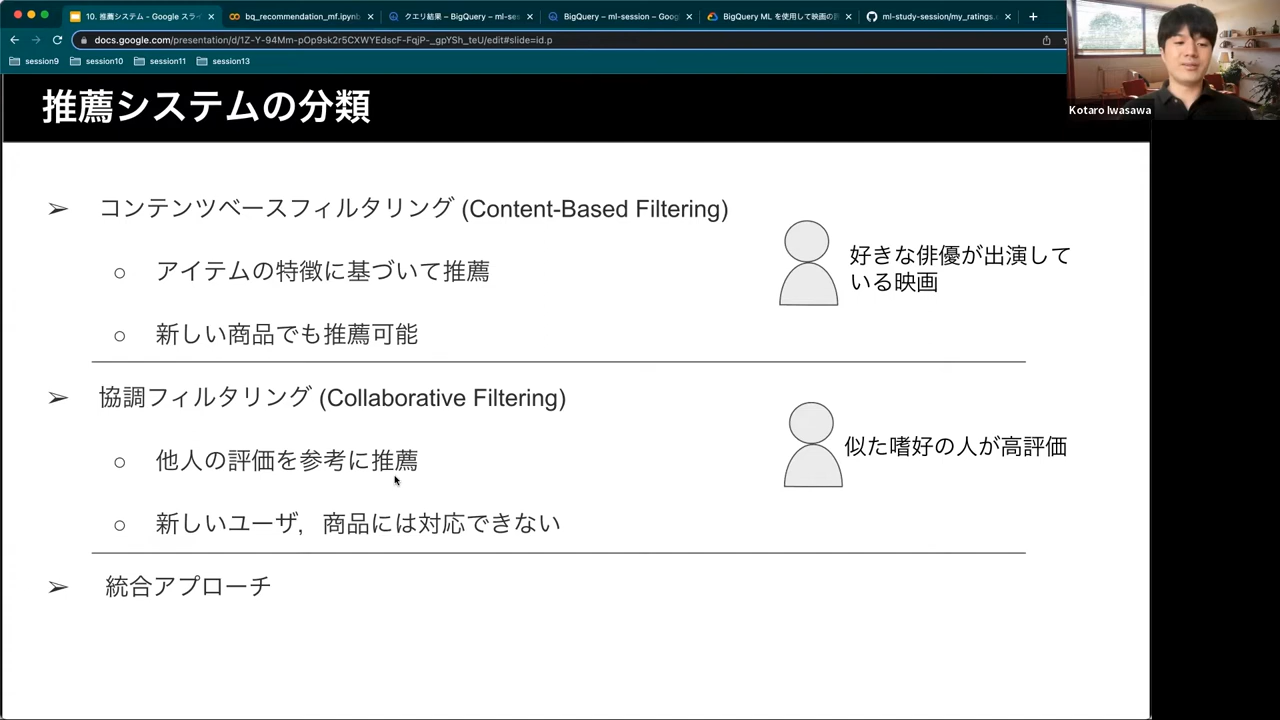 10. 推薦システム - Google スライ
bq_recommendation_mf.ipynb
クエリ結果 – BigQuery – ml-ses
BigQuery – ml-session – Goog
BigQuery ML を使用して映画の
ml-study-session/my_ratings.
docs.google.com/presentation/d/1Z-Y-94Mm-pOp9sk2r5CXWYEdscF-FqjP-_gpYSh_teU/edit#slide=id.p
session9
session10
session11
session13
Kotaro Iwasawa
推薦システムの分類
➢ コンテンツベースフィルタリング (Content-Based Filtering)
○ アイテムの特徴に基づいて推薦
好きな俳優が出演して
いる映画
○ 新しい商品でも推薦可能
➢ 協調フィルタリング (Collaborative Filtering)
○ 他人の評価を参考に推薦
似た嗜好の人が高評価
○ 新しいユーザ，商品には対応できない
➢ 統合アプローチ